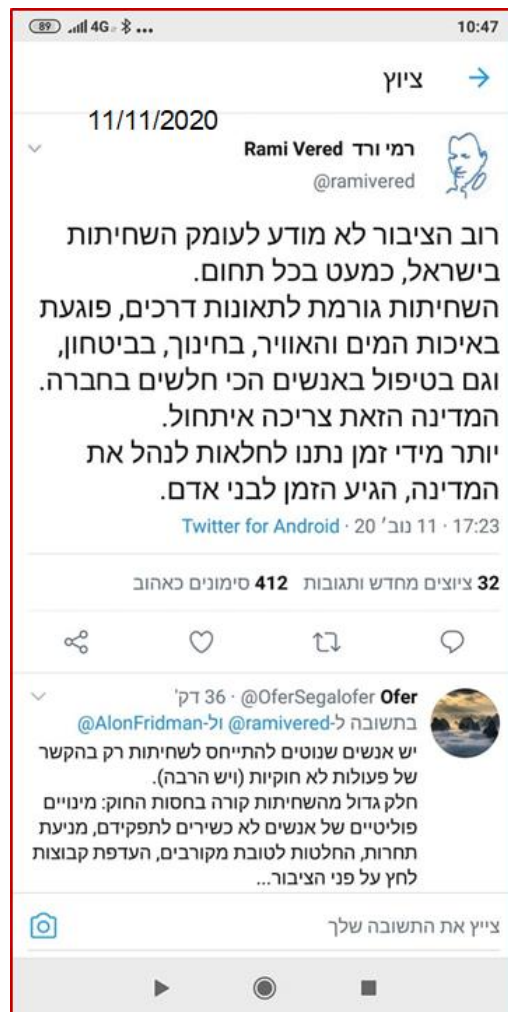 89 4G ... 10:47
ציוץ
11/11/2020
רמי ורד Rami Vered
@ramivered
רוב הציבור לא מודע לעומק השחיתות
בישראל, כמעט בכל תחום.
השחיתות גורמת לתאונות דרכים, פוגעת
באיכות המים והאוויר, בחינוך, בביטחון,
וגם בטיפול באנשים הכי חלשים בחברה.
המדינה הזאת צריכה איתחול.
יותר מידי זמן נתנו לחלאות לנהל את
המדינה, הגיע הזמן לבני אדם.
17:23 · 11 נוב׳ 20 · Twitter for Android
32 ציוצים מחדש ותגובות 412 סימונים כאהוב
Ofer @OferSegalofer · 36 דק'
בתשובה ל-@ramivered ול-@AlonFridman
יש אנשים שנוטים להתייחס לשחיתות רק בהקשר
של פעולות לא חוקיות (ויש הרבה).
חלק גדול מהשחיתות קורה בחסות החוק: מינויים
פוליטיים של אנשים לא כשירים לתפקידם, מניעת
תחרות, החלטות לטובת מקורבים, העדפת קבוצות
לחץ על פני הציבור...
צייץ את התשובה שלך